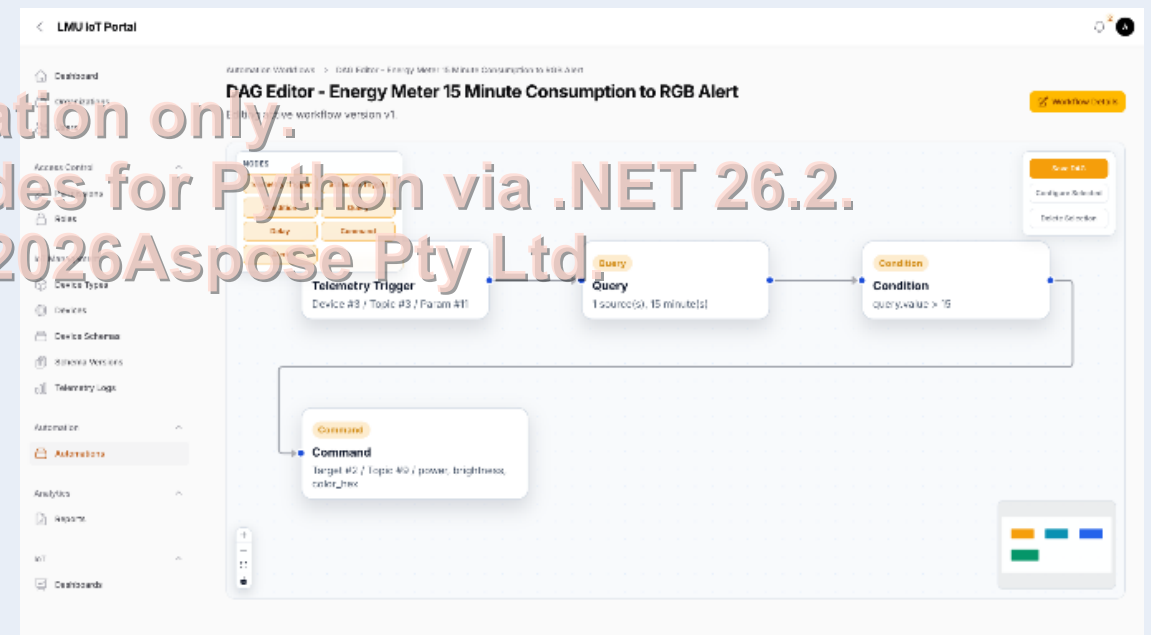 LMU IoT Portal
2
A
Dashboard
Organizations
Access Control
Roles
Device Types
Devices
Device Schemas
Schema Versions
Telemetry Logs
Automation
Automations
Analytics
Reports
IoT
Dashboards
Automation Workflows > DAG Editor - Energy Meter 15 Minute Consumption to RGB Alert
DAG Editor - Energy Meter 15 Minute Consumption to RGB Alert
workflow version v1.
Workflow Details
ation only.
des for Python via .NET 26.2.
2026Aspose Pty Ltd.
NODES
Delay
Command
Save DAG
Configure Selected
Delete Selection
Telemetry Trigger
Device #3 / Topic #3 / Param #11
Query
Query
1 source(s), 15 minute(s)
Condition
Condition
query.value > 15
Command
Command
Target #2 / Topic #9 / power, brightness,
color_hex